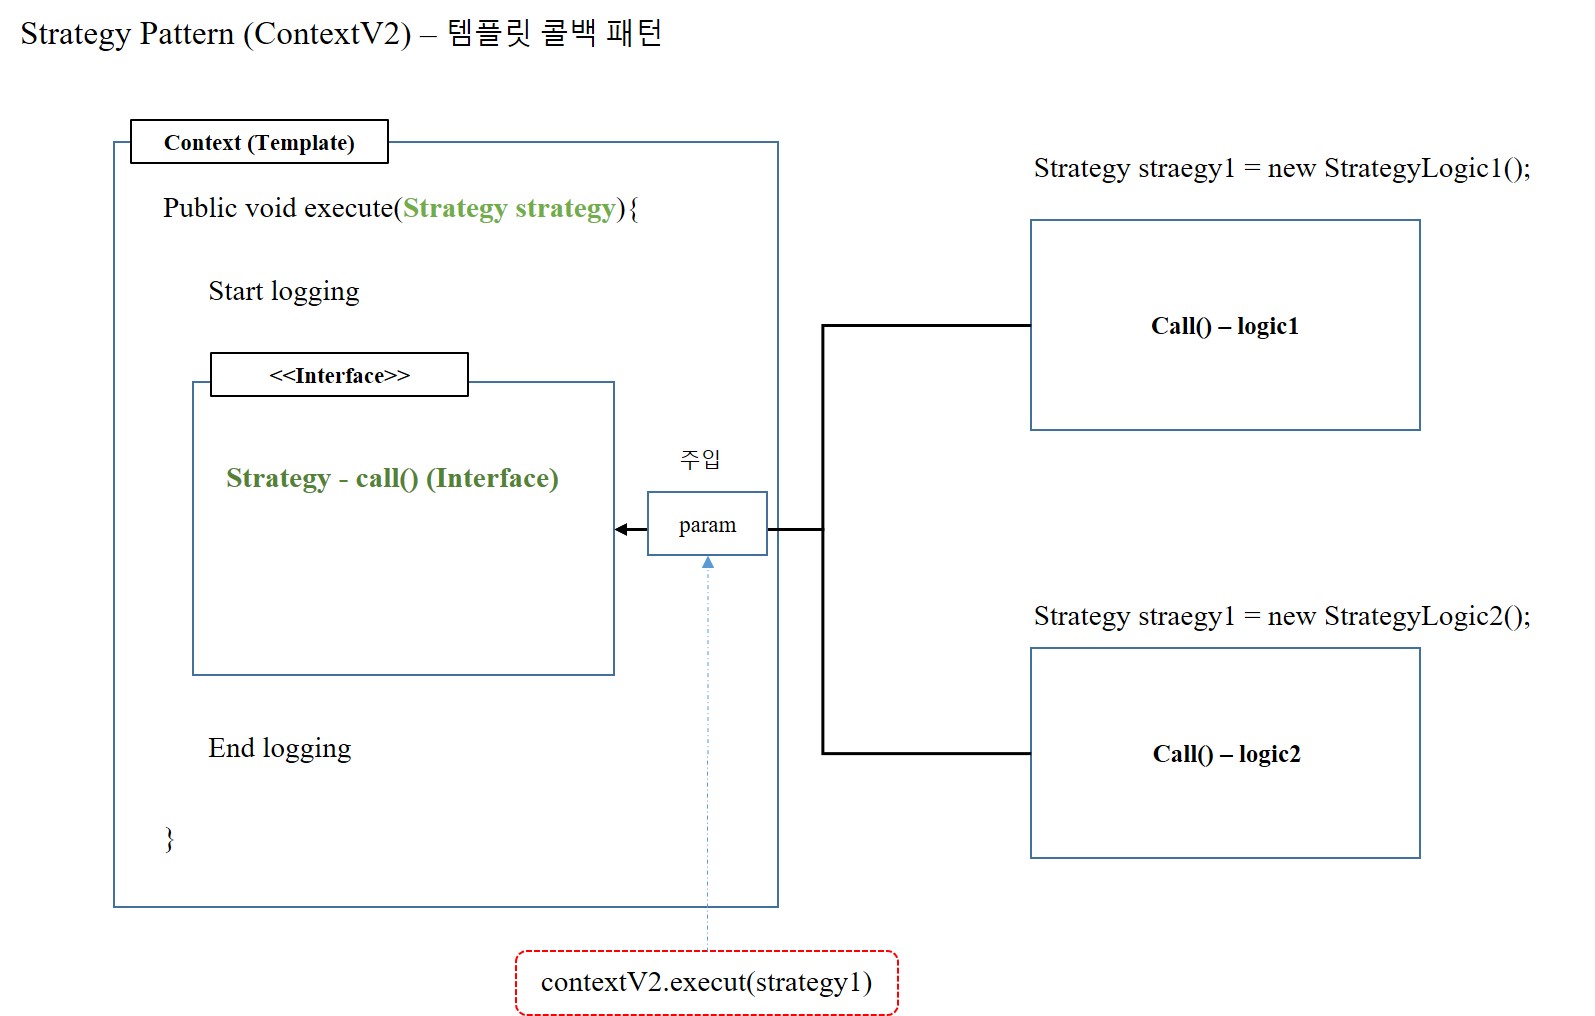 Strategy Pattern (ContextV2) – 템플릿 콜백 패턴
Context (Template)
Public void execute(Strategy strategy){
Start logging
<<Interface>>
Strategy - call() (Interface)
주입
param
End logging
}
contextV2.execut(strategy1)
Strategy straegy1 = new StrategyLogic1();
Call() – logic1
Strategy straegy1 = new StrategyLogic2();
Call() – logic2